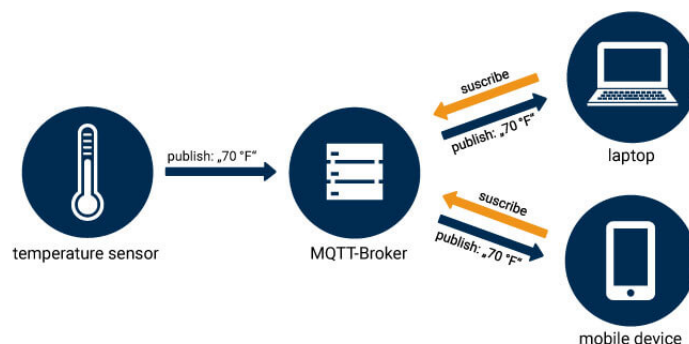 suscribe
publish: „70 °F“
laptop
publish: „70 °F“
temperature sensor
MQTT-Broker
suscribe
publish: „70 °F“
mobile device